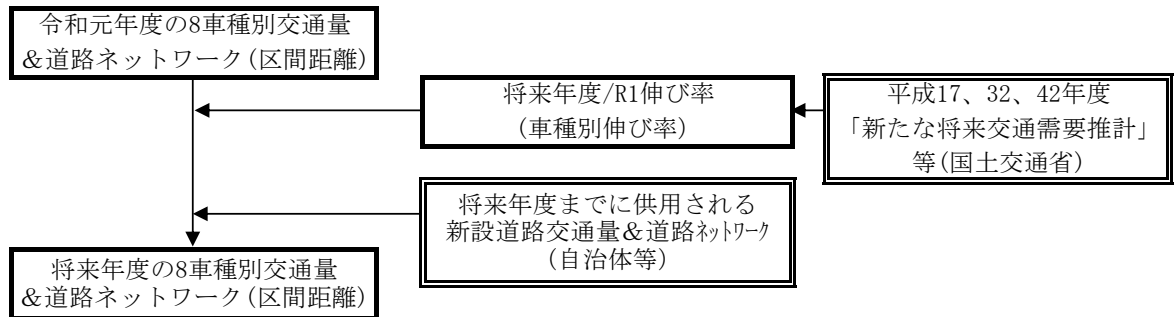 令和元年度の8車種別交通量
&道路ネットワーク(区間距離)
将来年度/R1伸び率
(車種別伸び率)
平成17、32、42年度
「新たな将来交通需要推計」
等(国土交通省)
将来年度までに供用される
新設道路交通量&道路ネットワーク
(自治体等)
将来年度の8車種別交通量
&道路ネットワーク(区間距離)